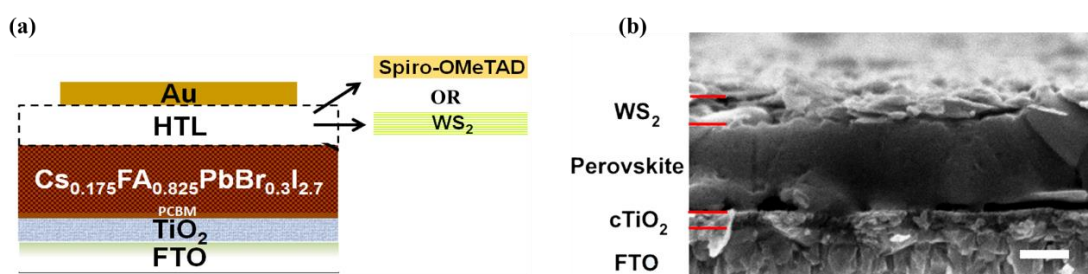 (a)
Au
HTL
Cs0.175FA0.825PbBr0.3I2.7
PCBM
TiO2
FTO
Spiro-OMeTAD
OR
WS2
(b)
WS2
Perovskite
cTiO2
FTO